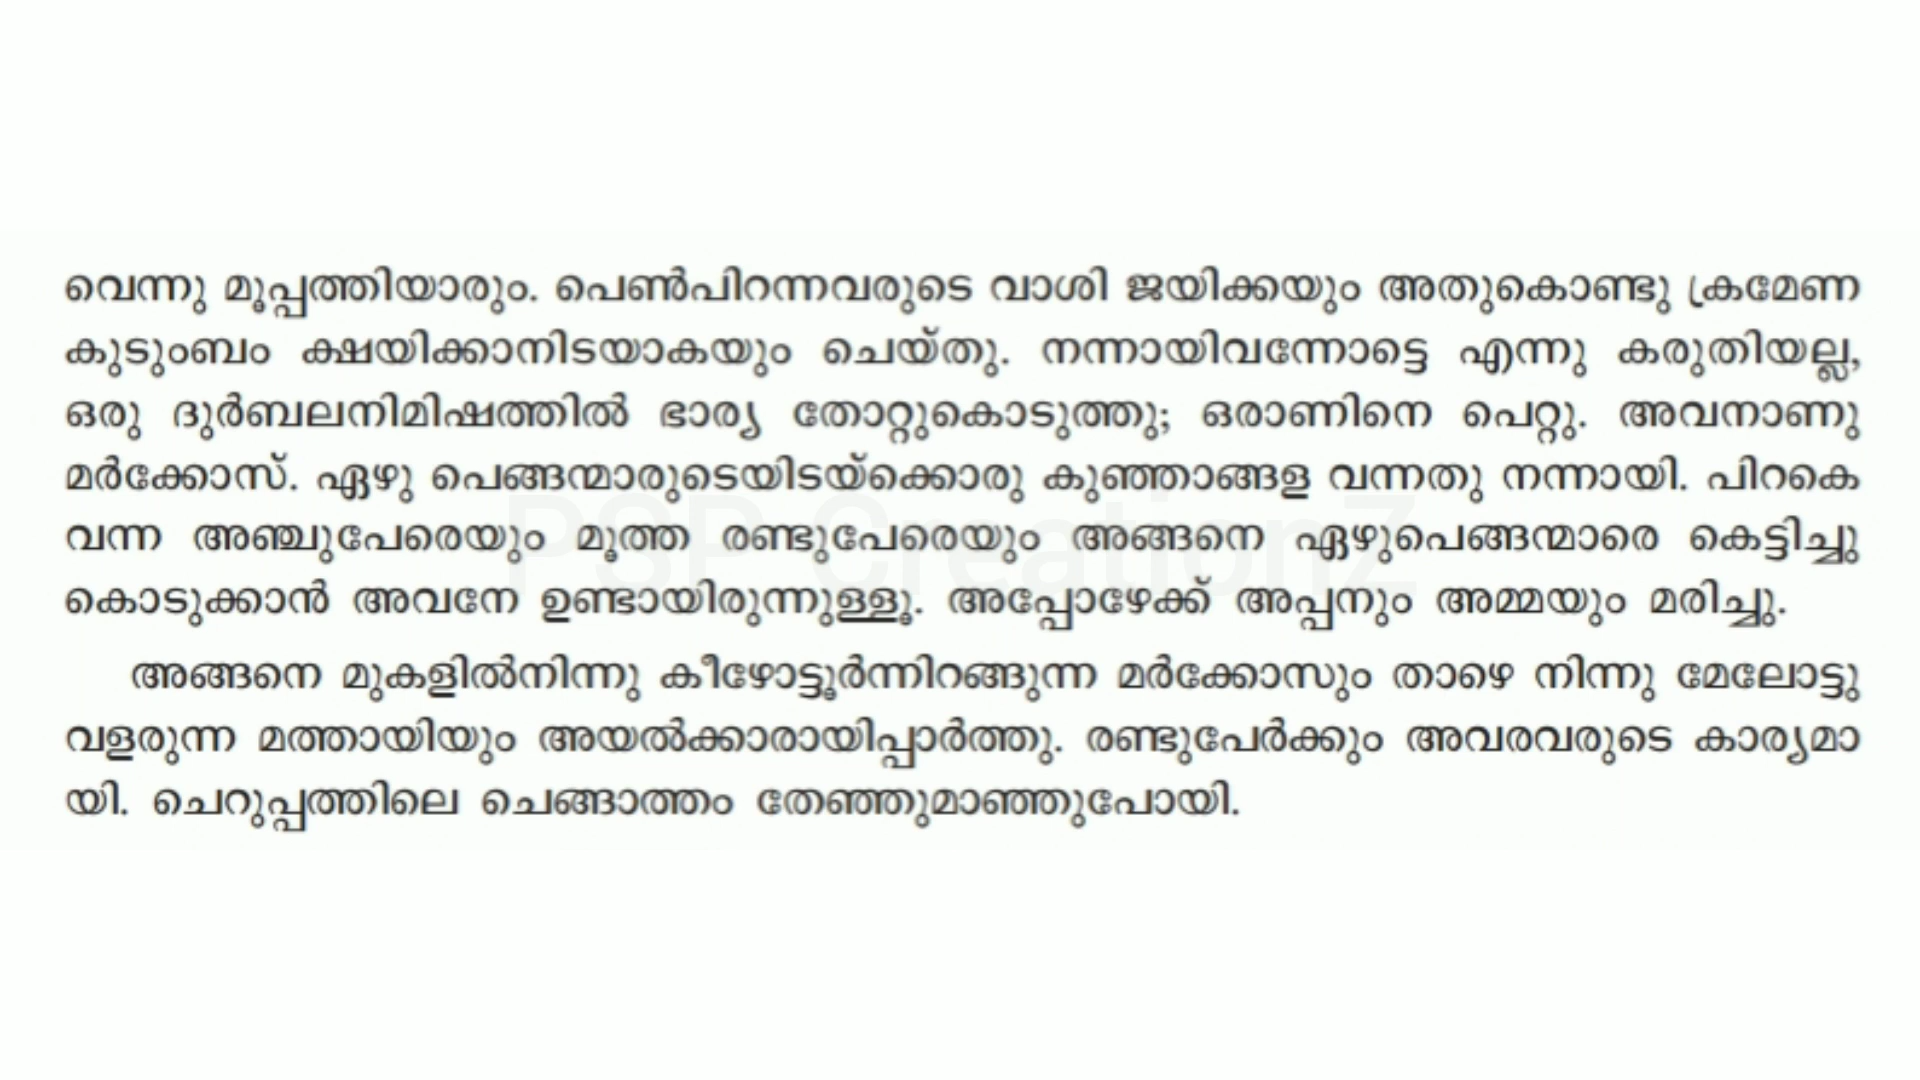 വെന്നു മൂപ്പത്തിയാരും. പെൺപിറന്നവരുടെ വാശി ജയിക്കയും അതുകൊണ്ടു ക്രമേണ
കുടുംബം ക്ഷയിക്കാനിടയാകയും ചെയ്തു. നന്നായിവന്നോട്ടെ എന്നു കരുതിയല്ല,
ഒരു ദുർബലനിമിഷത്തിൽ ഭാര്യ തോറ്റുകൊടുത്തു; ഒരാണിനെ പെറ്റു. അവനാണു
മർക്കോസ്. ഏഴു പെങ്ങന്മാരുടെയിടയ്ക്കൊരു കുഞ്ഞാങ്ങള വന്നതു നന്നായി. പിറകെ
വന്ന അഞ്ചുപേരെയും മൂത്ത രണ്ടുപേരെയും അങ്ങനെ ഏഴുപെങ്ങന്മാരെ കെട്ടിച്ചു
കൊടുക്കാൻ അവനേ ഉണ്ടായിരുന്നുള്ളൂ. അപ്പോഴേക്ക് അപ്പനും അമ്മയും മരിച്ചു.
അങ്ങനെ മുകളിൽനിന്നു കീഴോട്ടൂർന്നിറങ്ങുന്ന മർക്കോസും താഴെ നിന്നു മേലോട്ടു
വളരുന്ന മത്തായിയും അയൽക്കാരായിപ്പാർത്തു. രണ്ടുപേർക്കും അവരവരുടെ കാര്യമാ
യി. ചെറുപ്പത്തിലെ ചെങ്ങാത്തം തേഞ്ഞുമാഞ്ഞുപോയി.
PSP CreationZ